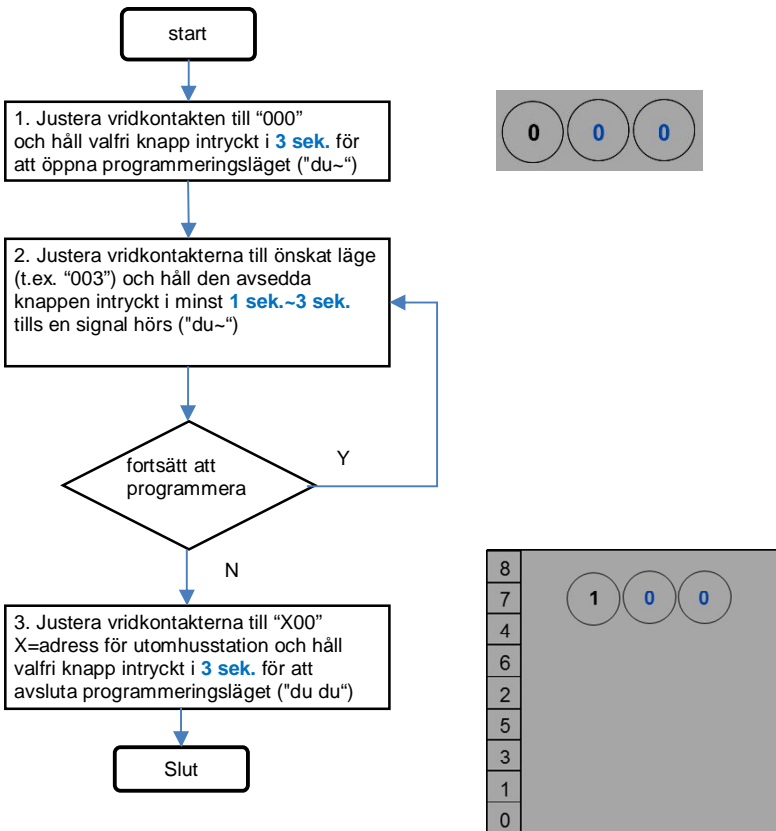 start
1. Justera vridkontakten till “000”
och håll valfri knapp intryckt i 3 sek. för
att öppna programmeringsläget ("du~“)
0 0 0
2. Justera vridkontakterna till önskat läge
(t.ex. “003”) och håll den avsedda
knappen intryckt i minst 1 sek.~3 sek.
tills en signal hörs ("du~“)
fortsätt att
programmera
Y
N
3. Justera vridkontakterna till “X00”
X=adress för utomhusstation och håll
valfri knapp intryckt i 3 sek. för att
avsluta programmeringsläget ("du du“)
Slut
8
7
4
6
2
5
3
1
0
1 0 0